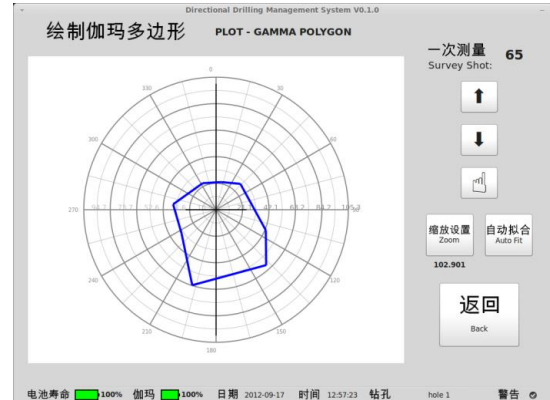 Directional Drilling Management System V0.1.0
绘制伽玛多边形 PLOT - GAMMA POLYGON
一次测量 65
Survey Shot:
0
330 30
300 60
270
240 120
210 150
180
缩放设置 自动拟合
Zoom Auto Fit
102.901
返回
Back
电池寿命 100% 伽玛 100% 日期 2012-09-17 时间 12:57:23 钻孔 hole 1 警告